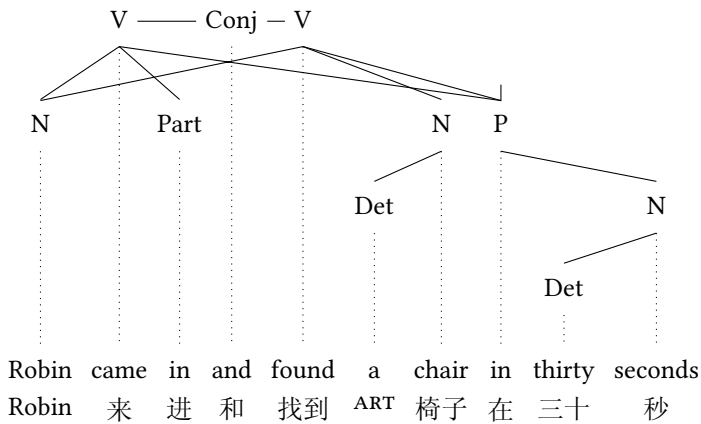 V Conj V
N Part N P
Det N
Det
Robin came in and found a chair in thirty seconds
Robin 来 进 和 找到 ART 椅子 在 三十 秒